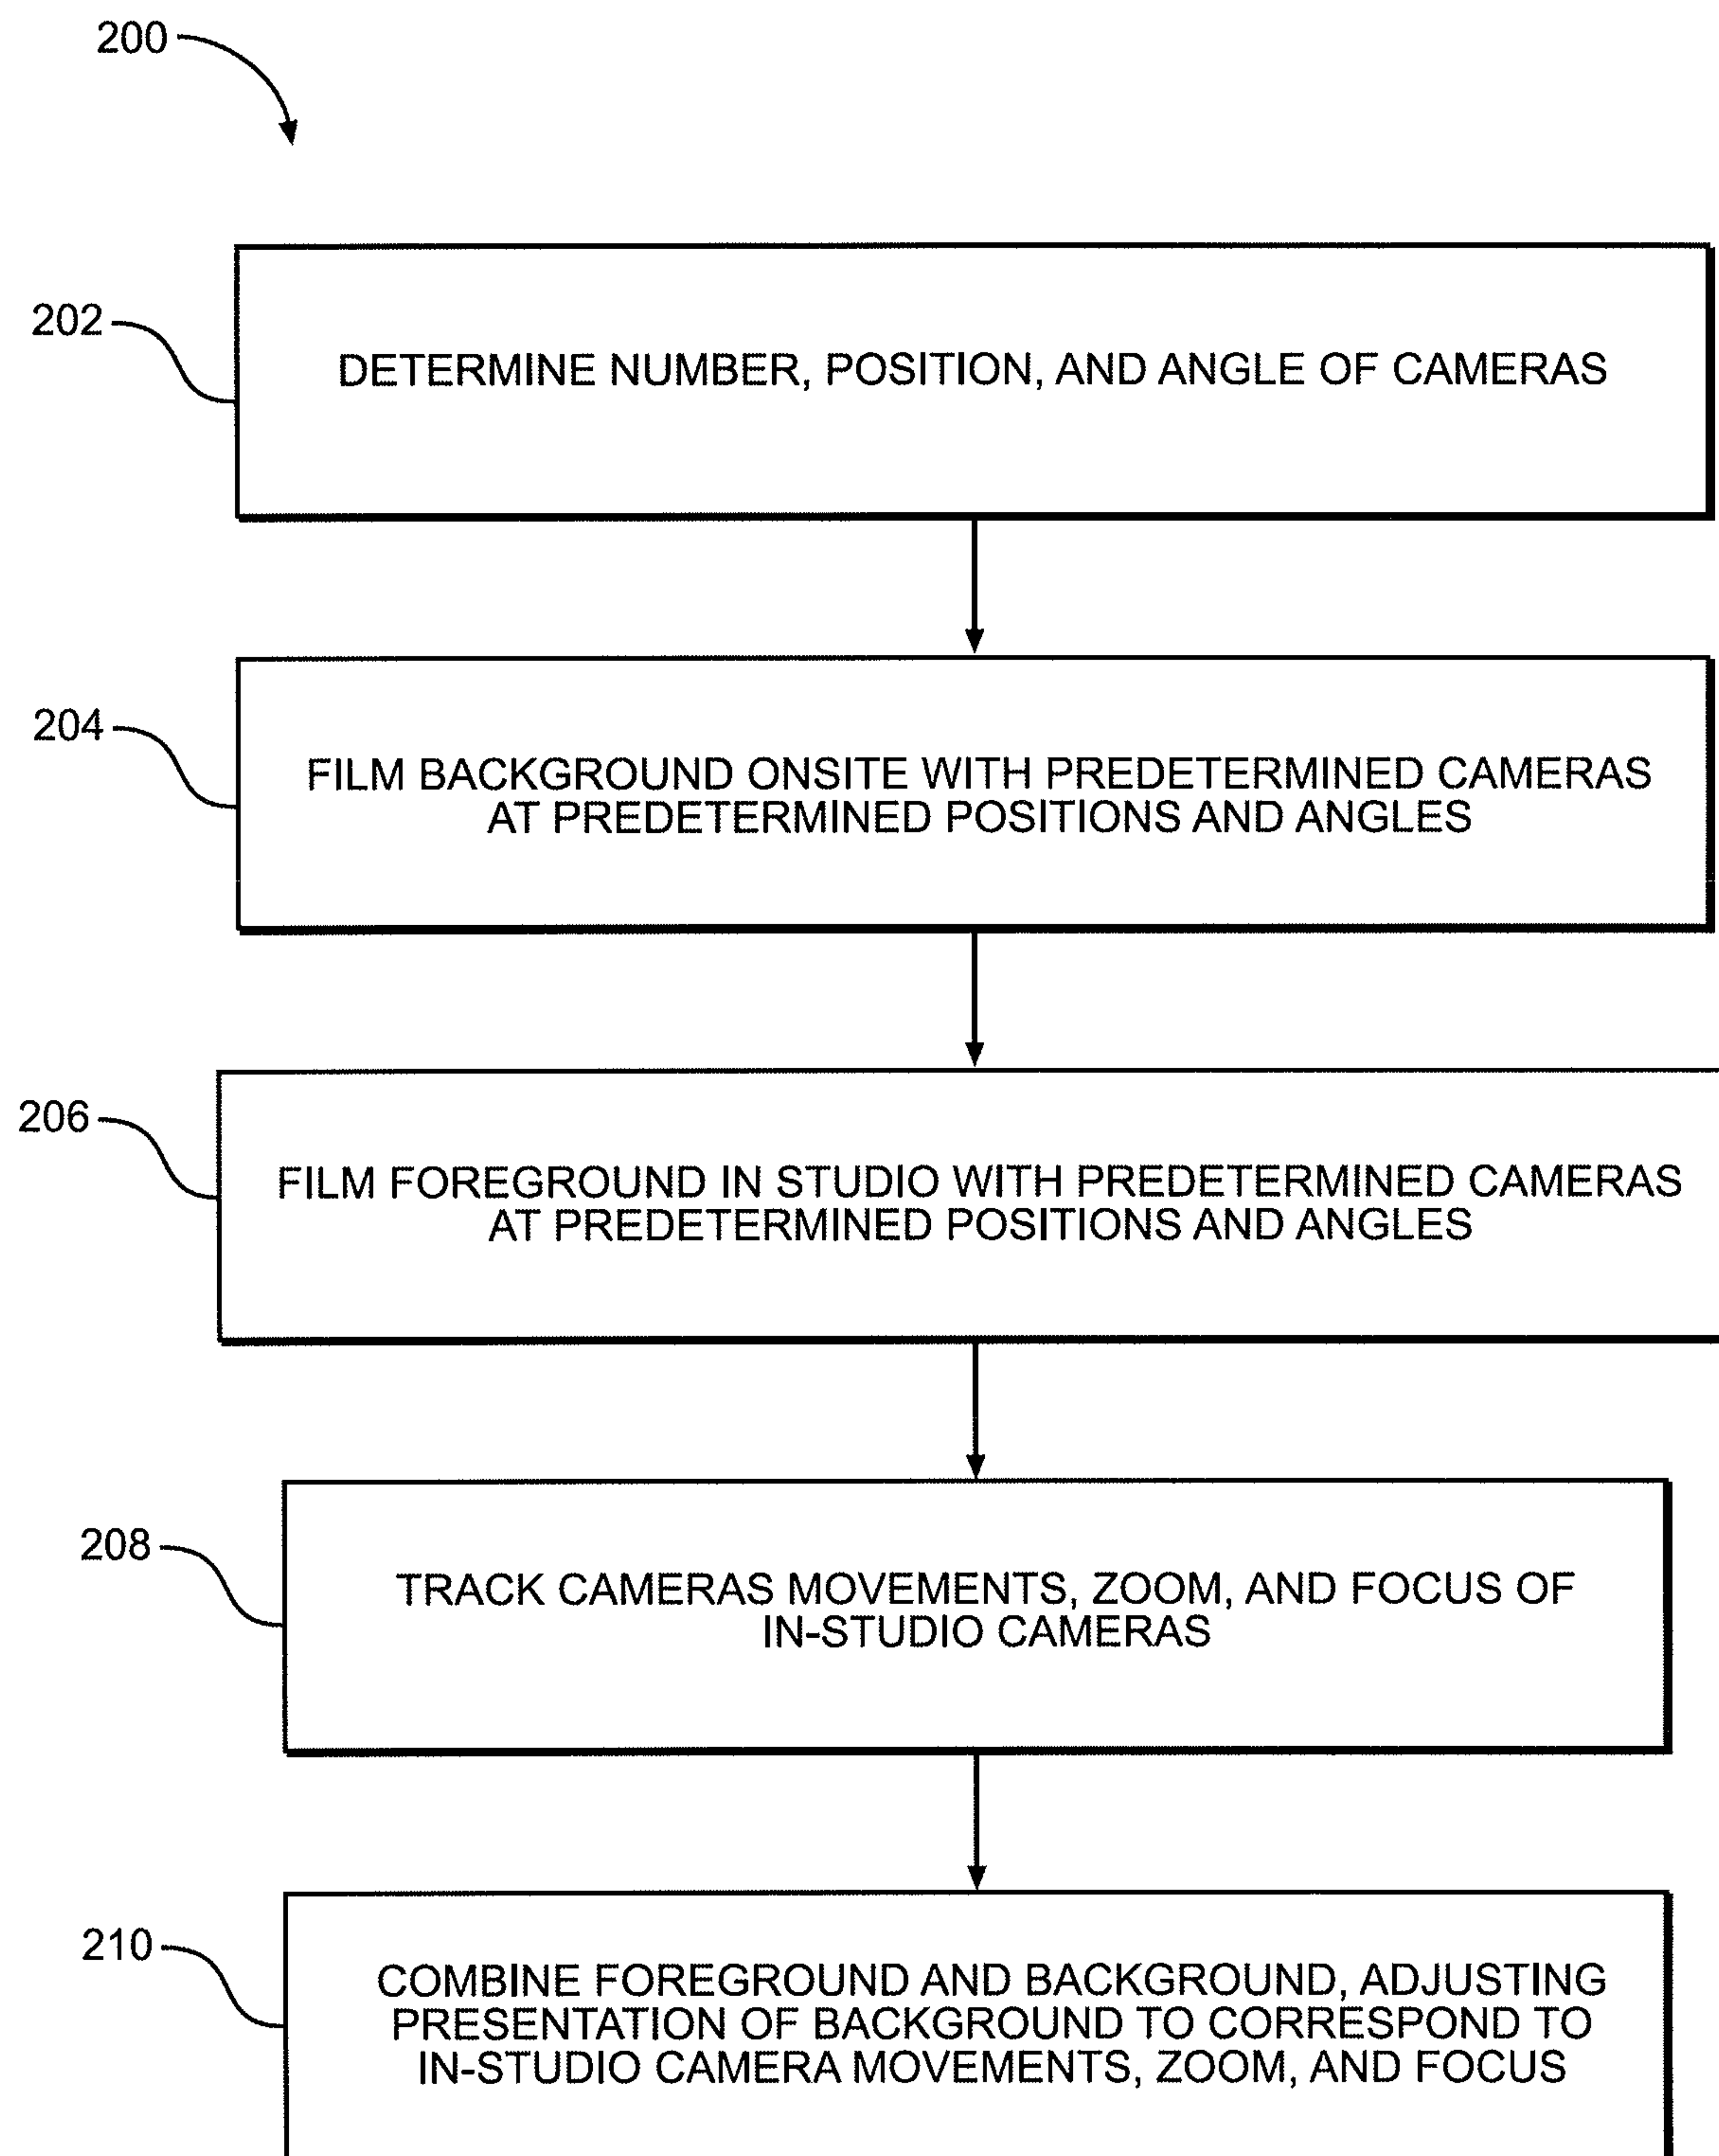 200
202
DETERMINE NUMBER, POSITION, AND ANGLE OF CAMERAS
204
FILM BACKGROUND ONSITE WITH PREDETERMINED CAMERAS
AT PREDETERMINED POSITIONS AND ANGLES
206
FILM FOREGROUND IN STUDIO WITH PREDETERMINED CAMERAS
AT PREDETERMINED POSITIONS AND ANGLES
208
TRACK CAMERAS MOVEMENTS, ZOOM, AND FOCUS OF
IN-STUDIO CAMERAS
210
COMBINE FOREGROUND AND BACKGROUND, ADJUSTING
PRESENTATION OF BACKGROUND TO CORRESPOND TO
IN-STUDIO CAMERA MOVEMENTS, ZOOM, AND FOCUS